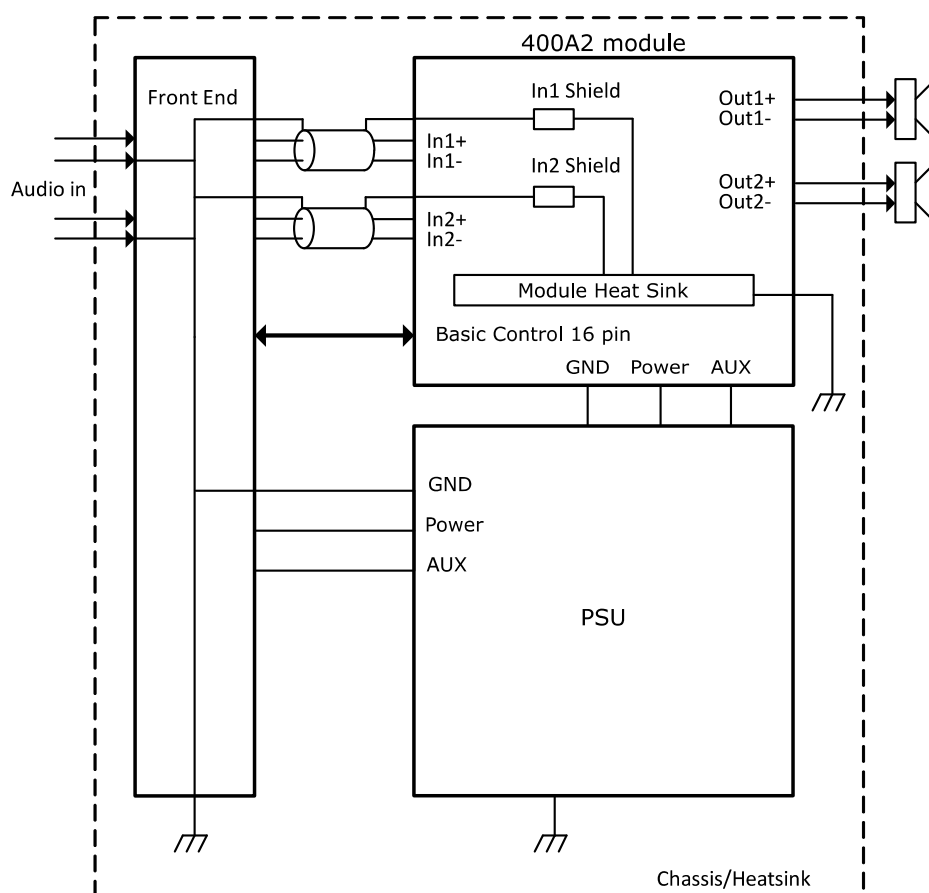 400A2 module
Front End
In1 Shield
Out1+
Out1-
In1+
In1-
In2 Shield
Audio in
Out2+
Out2-
In2+
In2-
Module Heat Sink
Basic Control 16 pin
GND Power AUX
GND
Power
AUX
PSU
Chassis/Heatsink